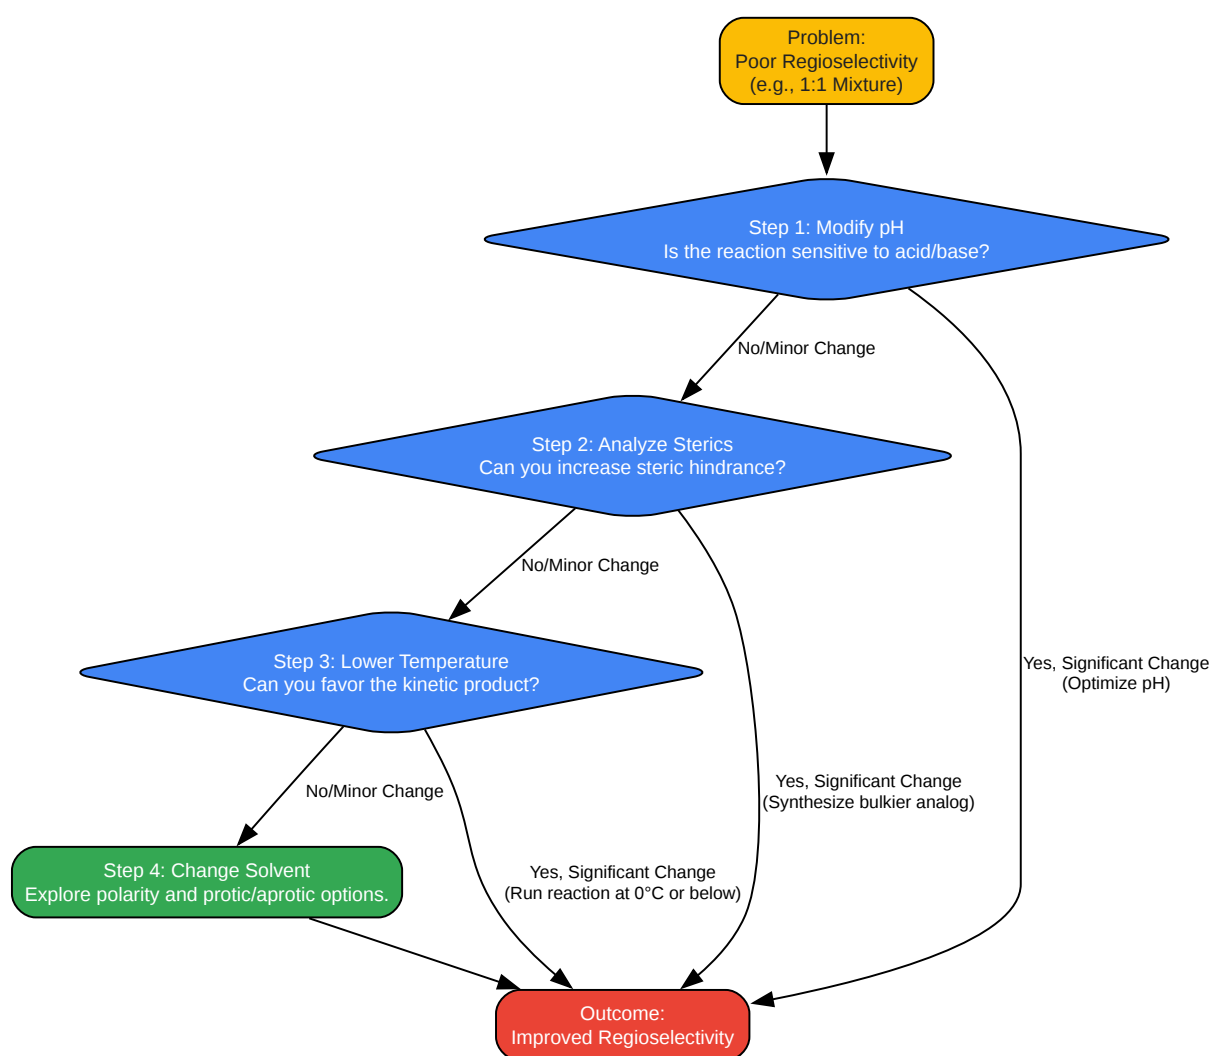 Problem:
Poor Regioselectivity
(e.g., 1:1 Mixture)
Step 1: Modify pH
Is the reaction sensitive to acid/base?
No/Minor Change
Step 2: Analyze Sterics
Can you increase steric hindrance?
No/Minor Change
Step 3: Lower Temperature
Can you favor the kinetic product?
Yes, Significant Change
(Optimize pH)
Yes, Significant Change
(Synthesize bulkier analog)
No/Minor Change
Step 4: Change Solvent
Explore polarity and protic/aprotic options.
Yes, Significant Change
(Run reaction at 0°C or below)
Outcome:
Improved Regioselectivity